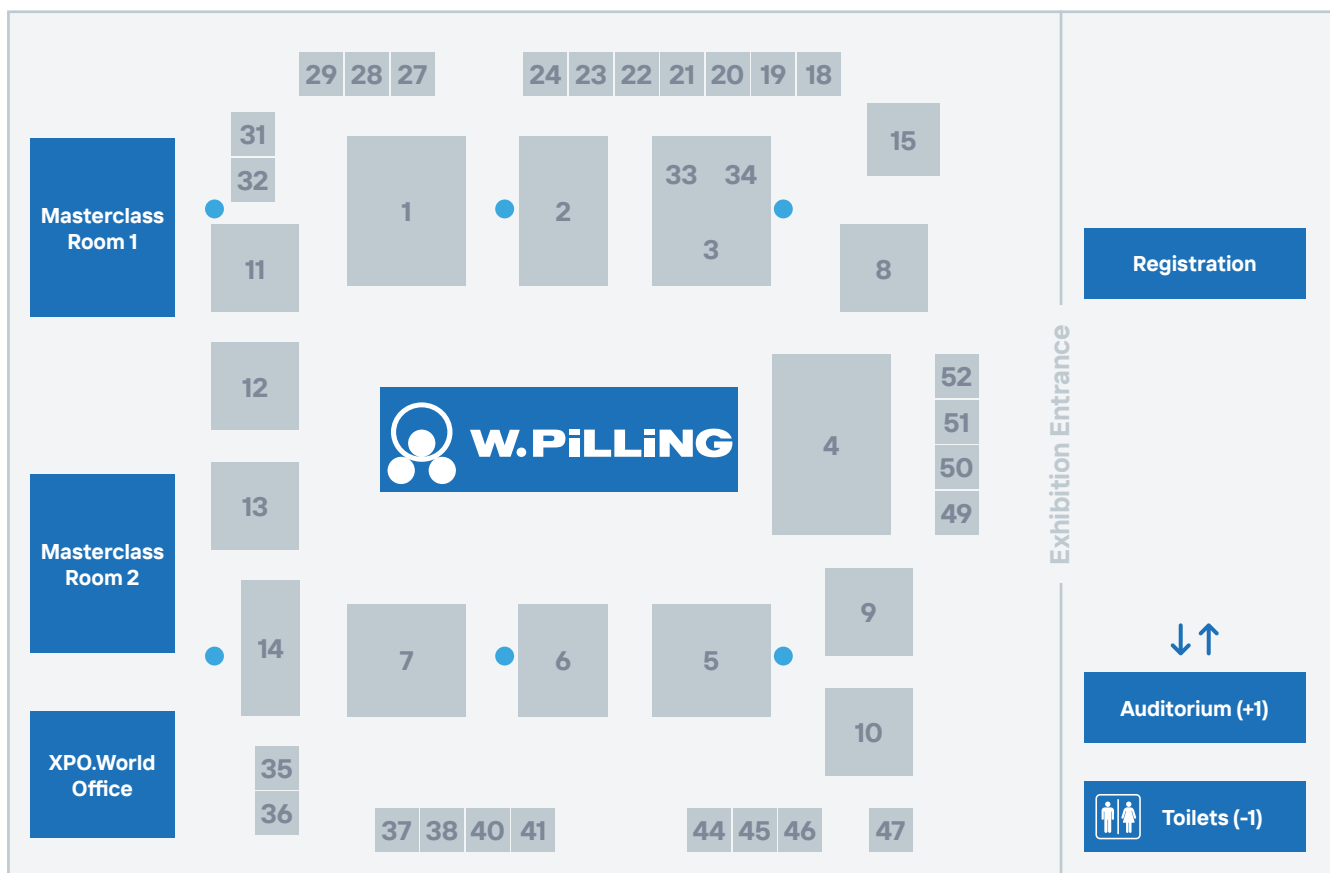 29 28 27
24 23 22 21 20 19 18
31
32
15
33 34
1
2
3
Masterclass
Room 1
11
8
Registration
12
52
51
50
49
4
W.PiLLiNG
Exhibition Entrance
13
Masterclass
Room 2
14
7
6
5
9
10
Auditorium (+1)
XPO.World
Office
35
36
37 38 40 41
44 45 46
47
Toilets (-1)